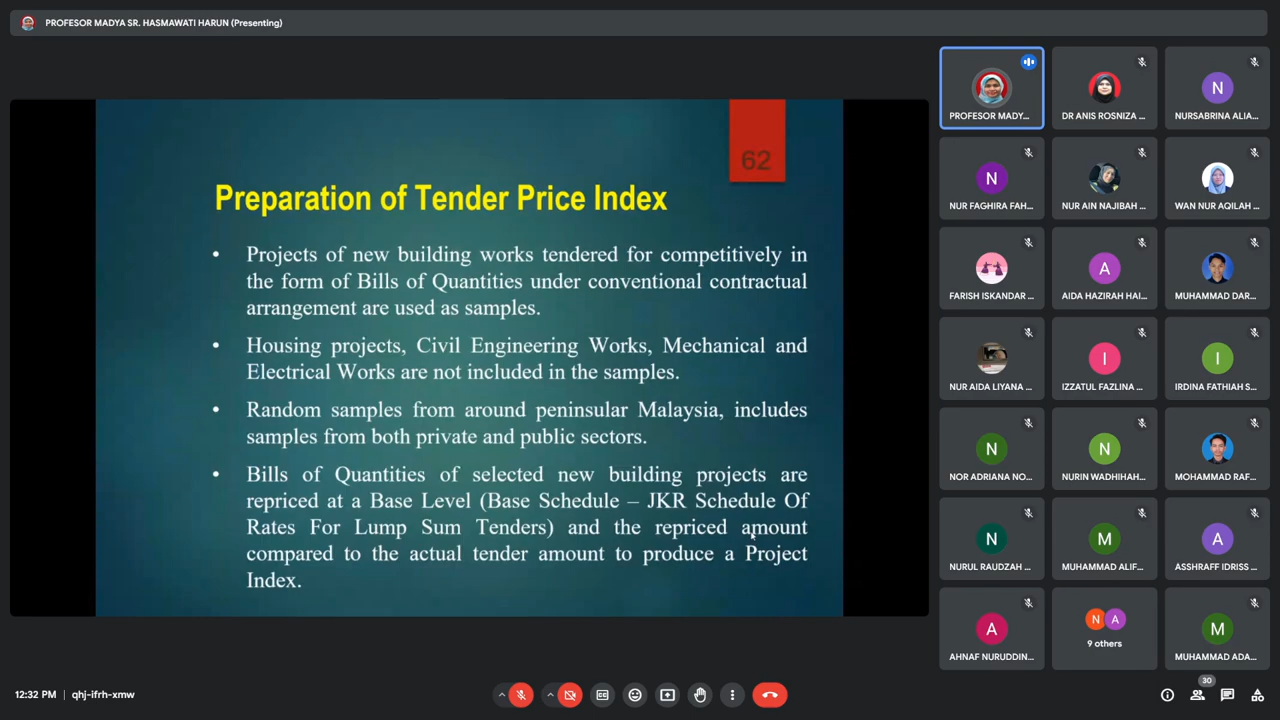 PROFESOR MADYA SR. HASMAWATI HARUN (Presenting)
62
Preparation of Tender Price Index
• Projects of new building works tendered for competitively in
the form of Bills of Quantities under conventional contractual
arrangement are used as samples.
• Housing projects, Civil Engineering Works, Mechanical and
Electrical Works are not included in the samples.
• Random samples from around peninsular Malaysia, includes
samples from both private and public sectors.
• Bills of Quantities of selected new building projects are
repriced at a Base Level (Base Schedule – JKR Schedule Of
Rates For Lump Sum Tenders) and the repriced amount
compared to the actual tender amount to produce a Project
Index.
PROFESOR MADY...
DR ANIS ROSNIZA ...
N
NURSABRINA ALIA...
N
NUR FAGHIRA FAH...
NUR AIN NAJIBAH ...
WAN NUR AQILAH ...
FARISH ISKANDAR ...
A
AIDA HAZIRAH HAI...
MUHAMMAD DAR...
NUR AIDA LIYANA ...
I
IZZATUL FAZLINA ...
I
IRDINA FATHIAH S...
N
NOR ADRIANA NO...
N
NURIN WADHIHAH...
MOHAMMAD RAF...
N
NURUL RAUDZAH ...
M
MUHAMMAD ALIF...
A
ASSHRAFF IDRISS ...
A
AHNAF NURUDDIN...
N A
9 others
M
MUHAMMAD ADA...
12:32 PM | qhj-ifrh-xmw
30